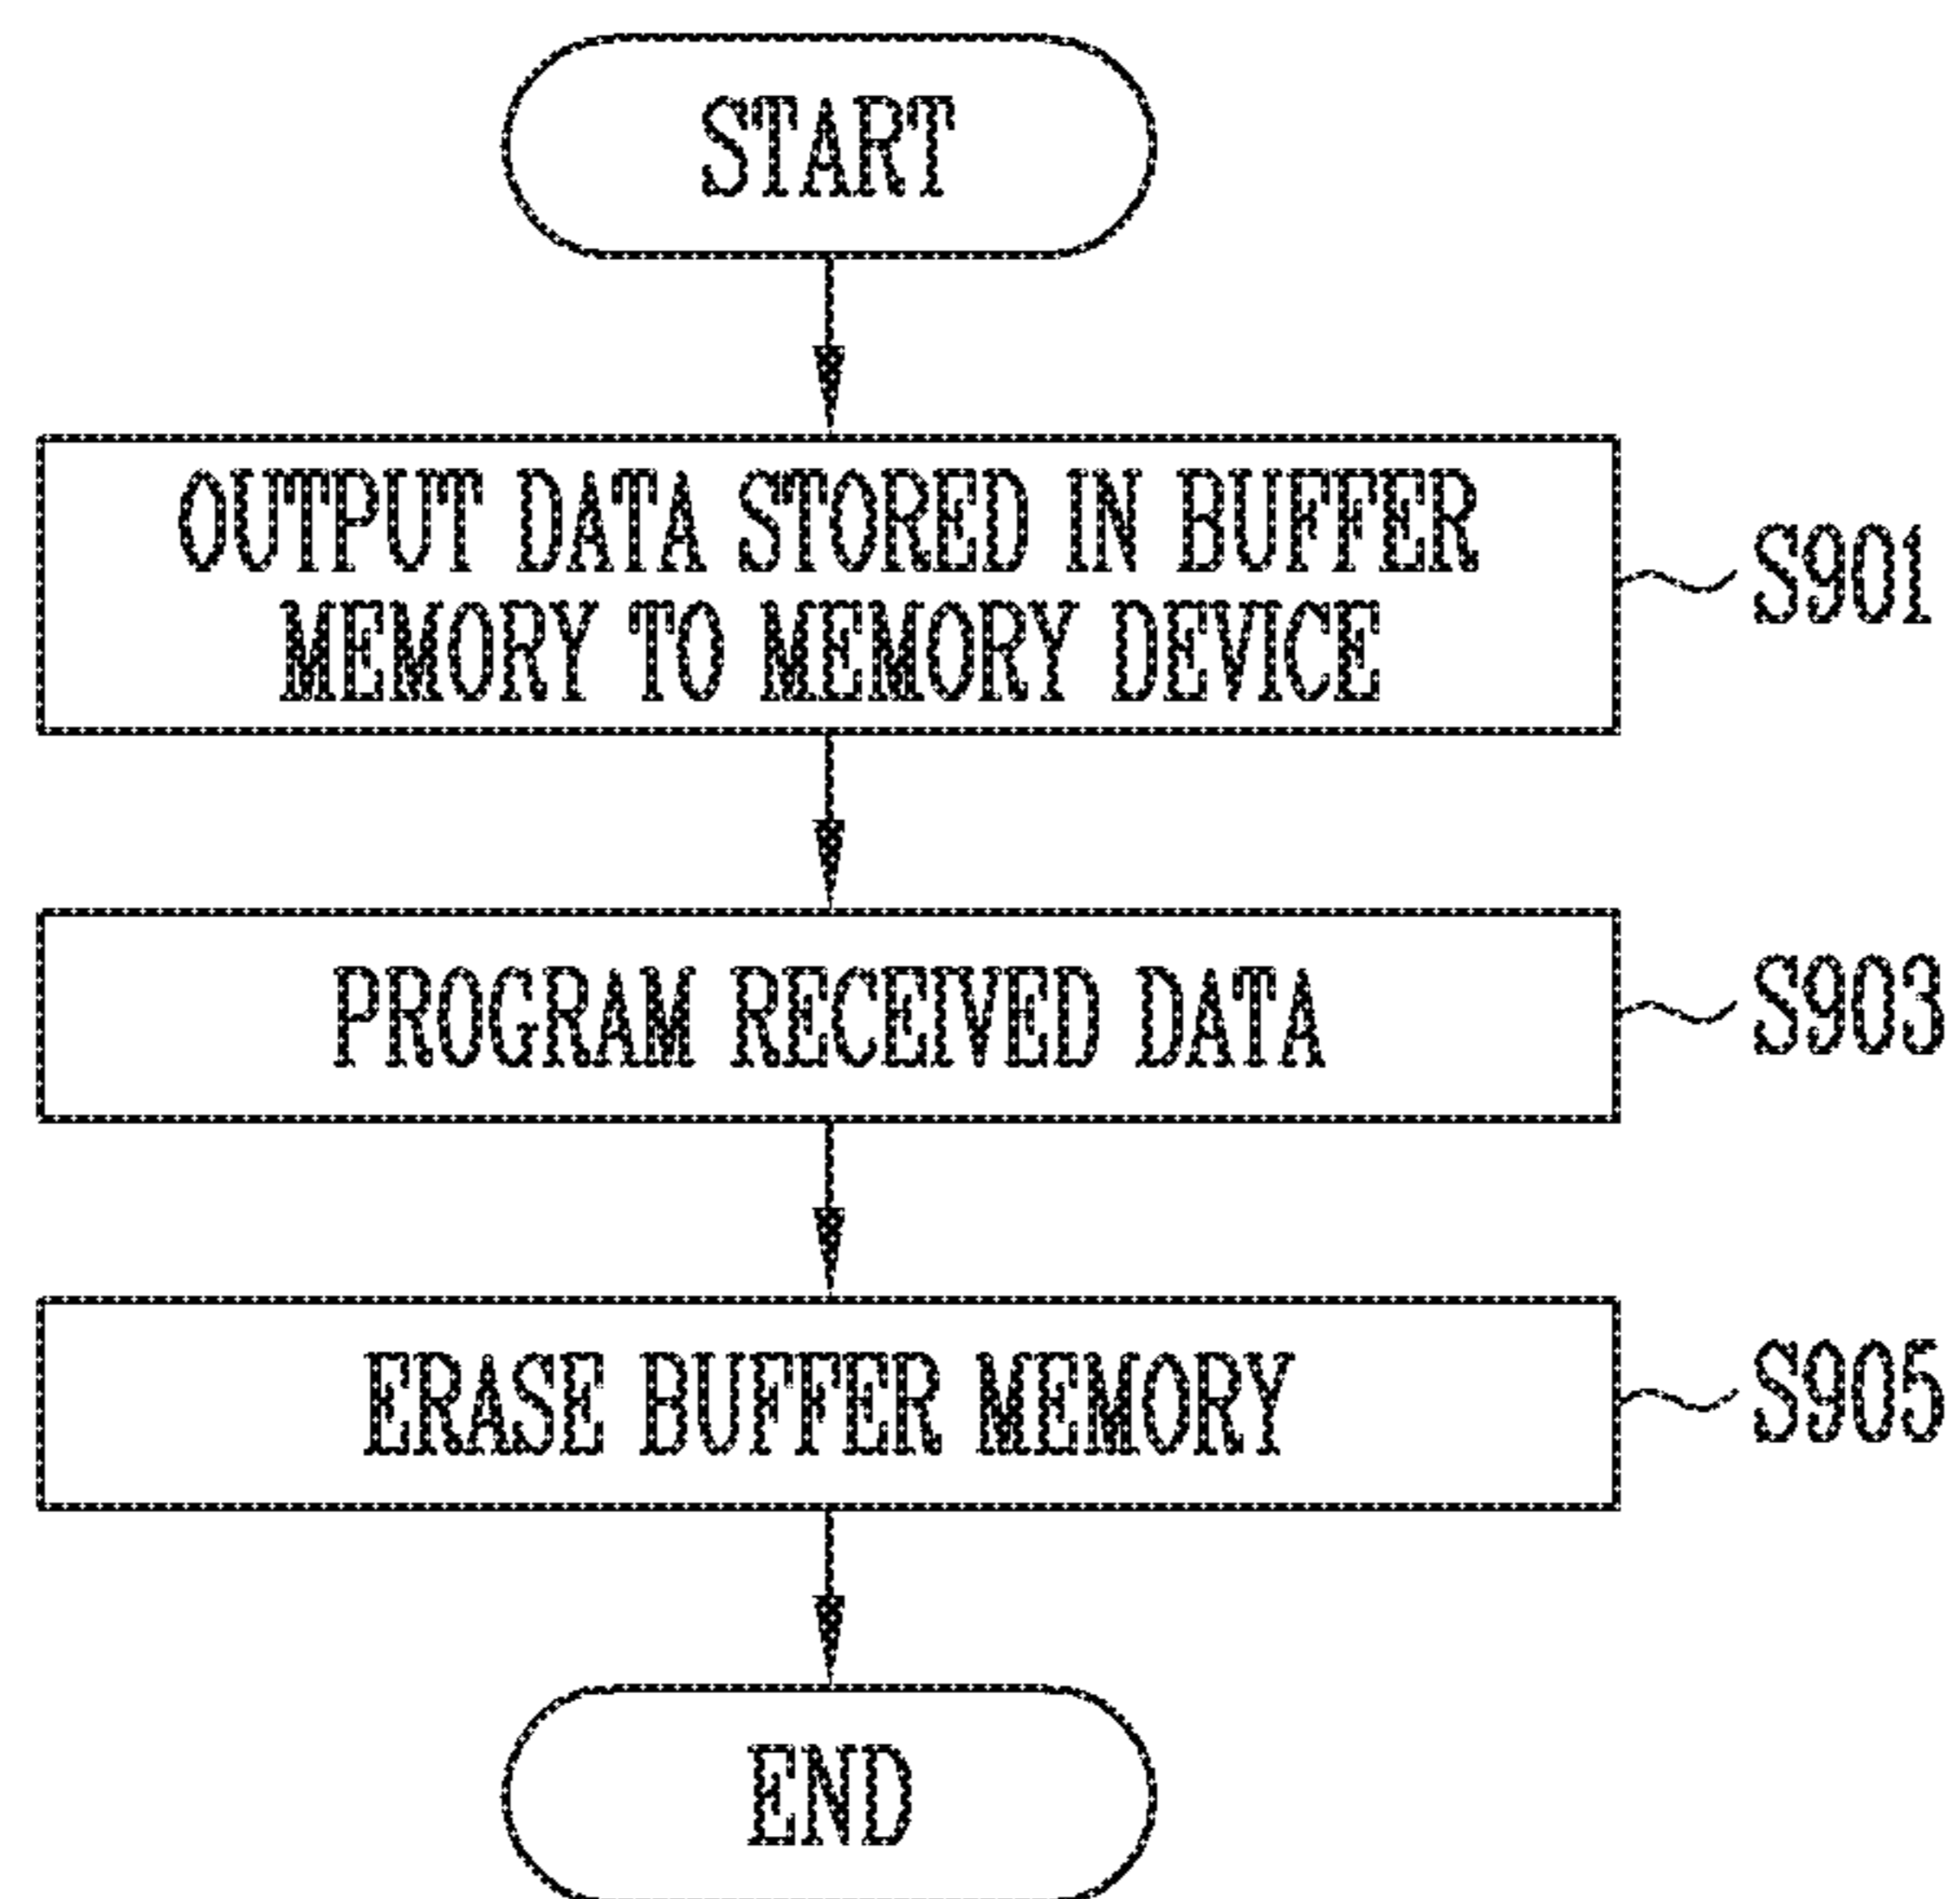 START
OUTPUT DATA STORED IN BUFFER
MEMORY TO MEMORY DEVICE
S901
PROGRAM RECEIVED DATA
S903
ERASE BUFFER MEMORY
S905
END